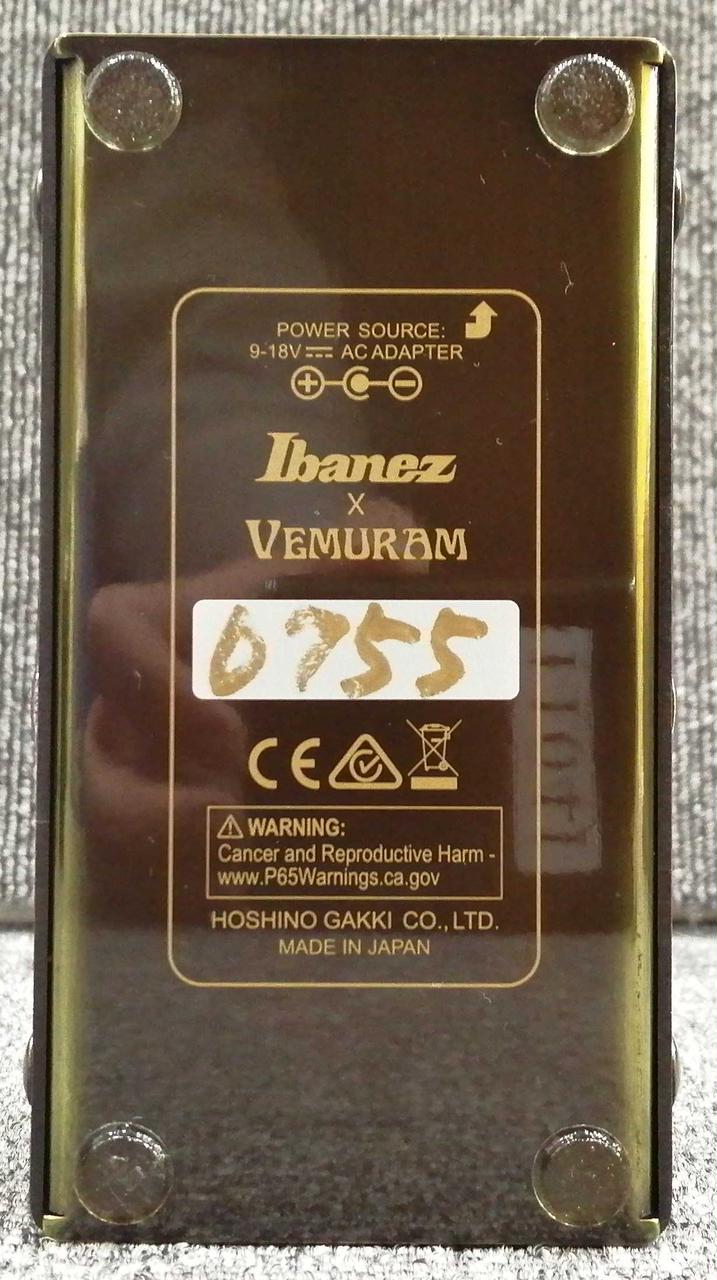 POWER SOURCE:
9-18V ⎓ AC ADAPTER
Ibanez
X
VEMURAM
0755
CE
⚠ WARNING:
Cancer and Reproductive Harm -
www.P65Warnings.ca.gov
HOSHINO GAKKI CO., LTD.
MADE IN JAPAN